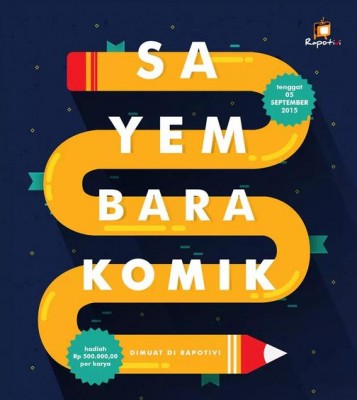 Rapotivi
SA
tenggat
05
SEPTEMBER
2015
YEM
BARA
KOMIK
hadiah
Rp 500.000,00
per karya
DIMUAT DI RAPOTIVI